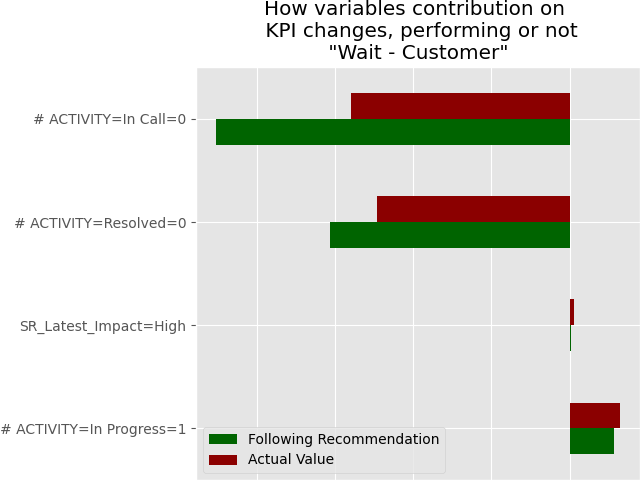 How variables contribution on
KPI changes, performing or not
"Wait - Customer"
# ACTIVITY=In Call=0
# ACTIVITY=Resolved=0
SR_Latest_Impact=High
# ACTIVITY=In Progress=1
Following Recommendation
Actual Value